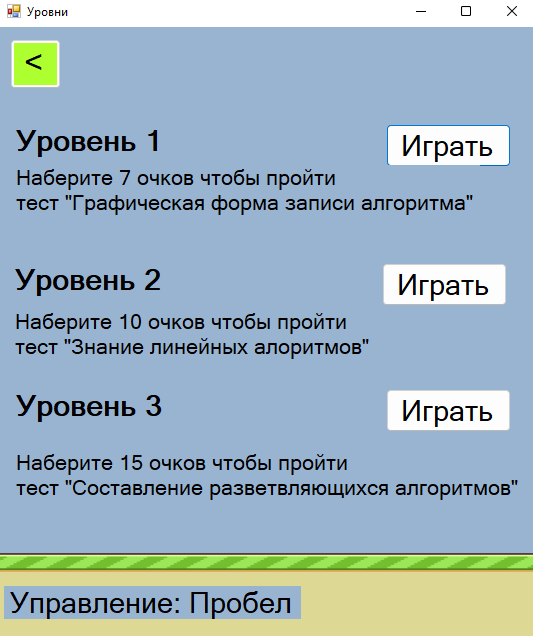 Уровни
<
Уровень 1
Играть
Наберите 7 очков чтобы пройти
тест "Графическая форма записи алгоритма"
Уровень 2
Играть
Наберите 10 очков чтобы пройти
тест "Знание линейных алоритмов"
Уровень 3
Играть
Наберите 15 очков чтобы пройти
тест "Составление разветвляющихся алгоритмов"
Управление: Пробел